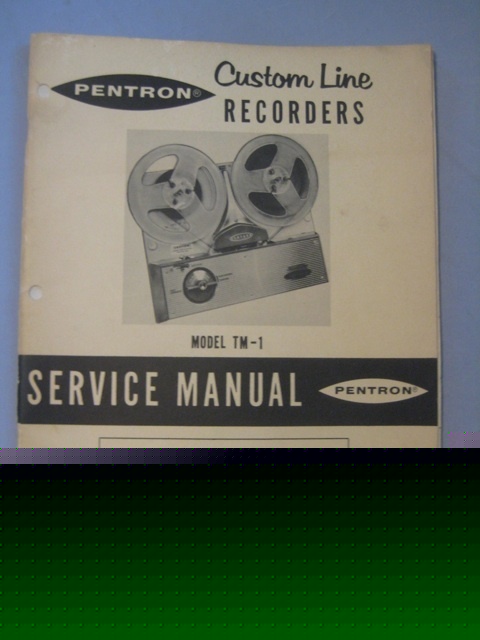 PENTRON®
Custom Line
RECORDERS
MODEL TM-1
SERVICE MANUAL
PENTRON®